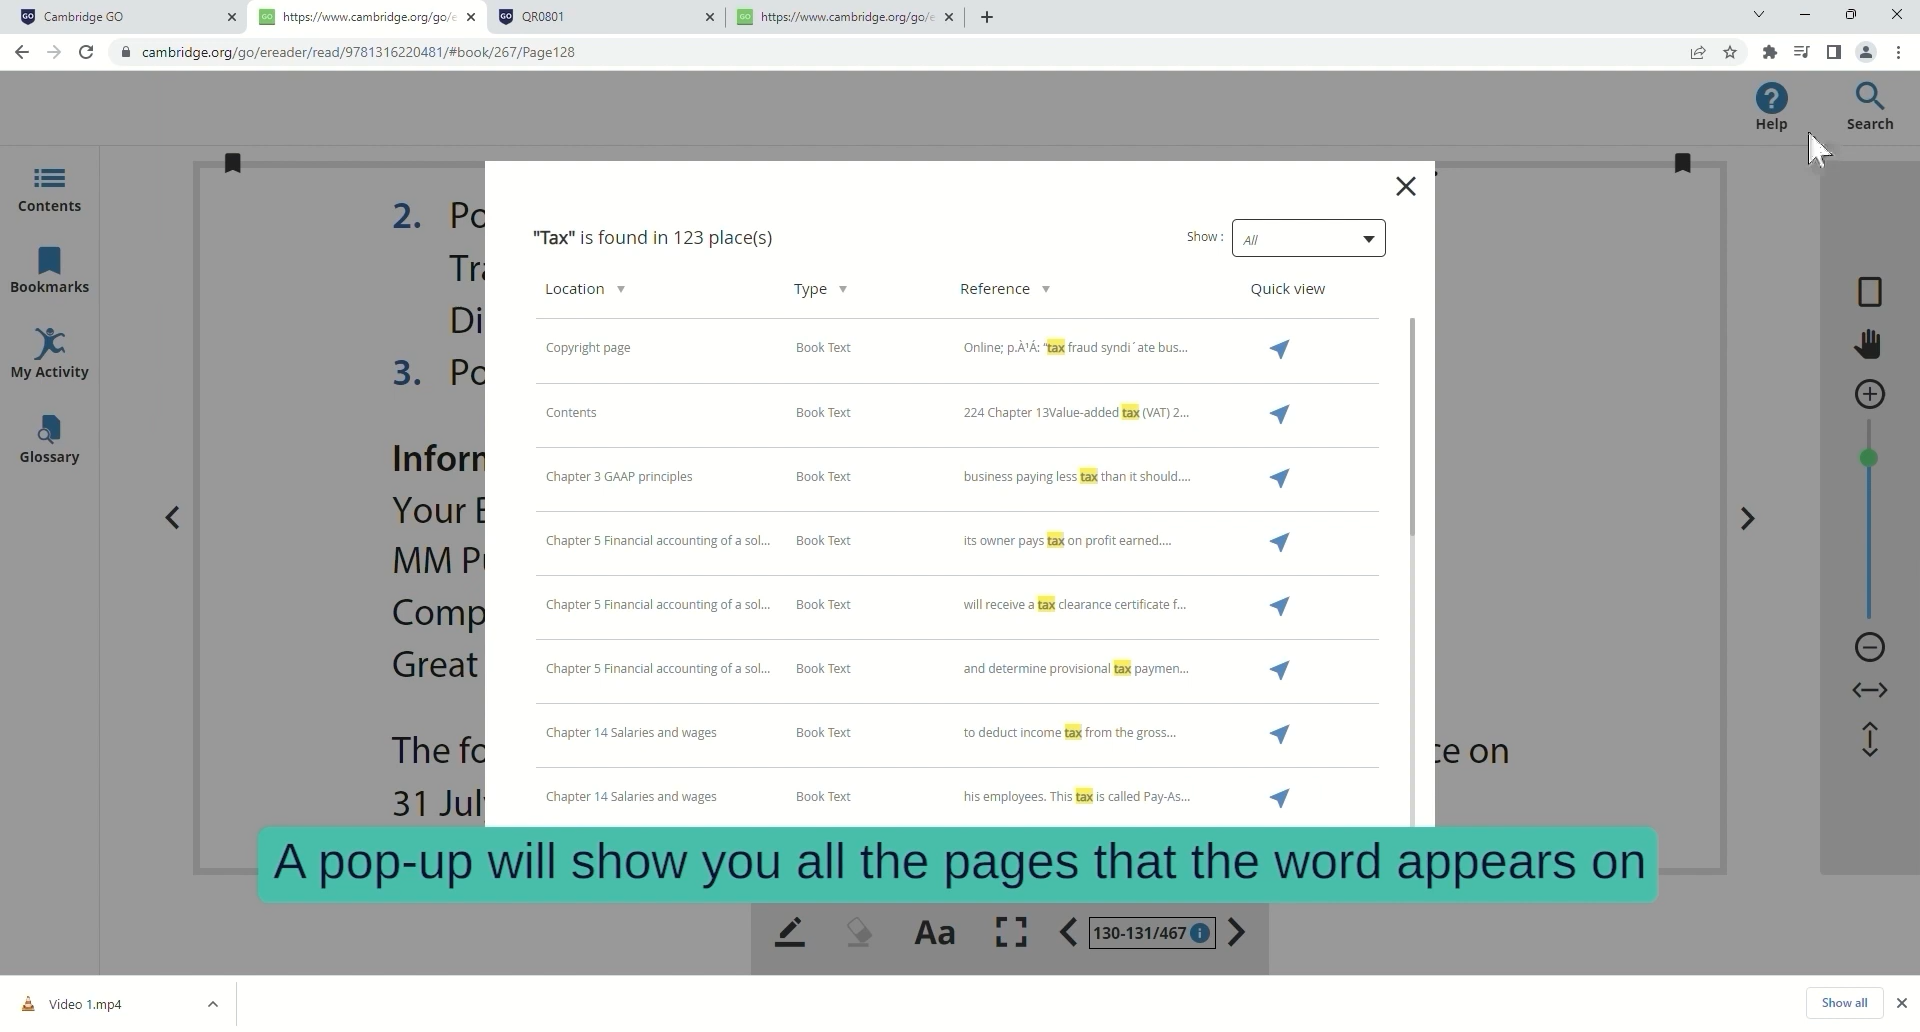 Cambridge GO
https://www.cambridge.org/go/e
QR0801
https://www.cambridge.org/go/e
cambridge.org/go/ereader/read/9781316220481/#book/267/Page128
Help
Search
Contents
Bookmarks
My Activity
Glossary
2. Po
Tra
Di
3. Po
Inforn
Your E
MM Pu
Comp
Great
The fo
ce on
31 July
"Tax" is found in 123 place(s)
Show :
All
Location
Type
Reference
Quick view
Copyright page Book Text Online; p.À¹Á: “tax fraud syndi´ate bus...
Contents Book Text 224 Chapter 13Value-added tax (VAT) 2...
Chapter 3 GAAP principles Book Text business paying less tax than it should....
Chapter 5 Financial accounting of a sol... Book Text its owner pays tax on profit earned....
Chapter 5 Financial accounting of a sol... Book Text will receive a tax clearance certificate f...
Chapter 5 Financial accounting of a sol... Book Text and determine provisional tax paymen...
Chapter 14 Salaries and wages Book Text to deduct income tax from the gross...
Chapter 14 Salaries and wages Book Text his employees. This tax is called Pay-As...
A pop-up will show you all the pages that the word appears on
Aa
130-131/467
Video 1.mp4
Show all